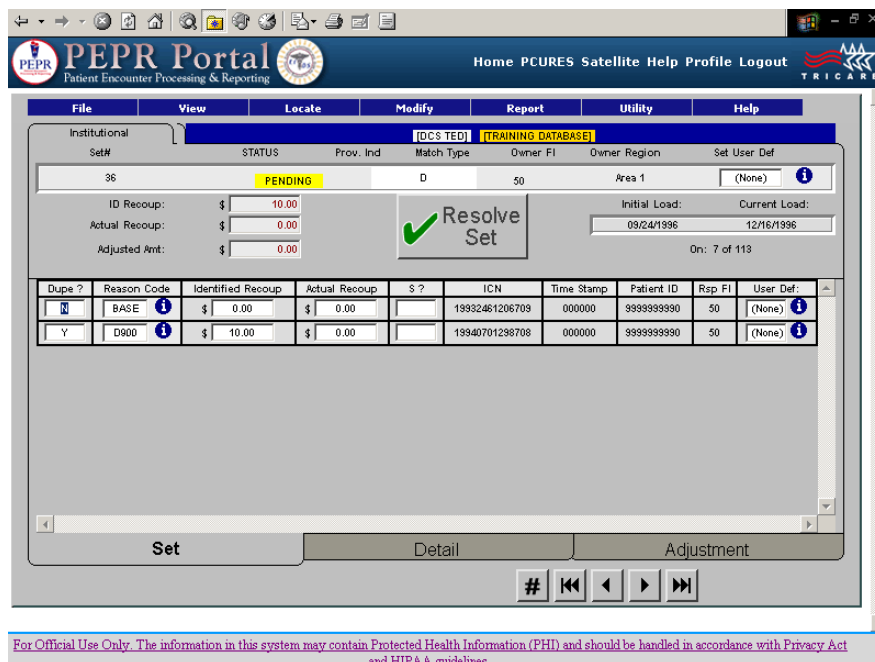 PEPR
PEPR Portal
Patient Encounter Processing & Reporting
Home PCURES Satellite Help Profile Logout
TRICARE
File View Locate Modify Report Utility Help
Institutional
[DCS TED] [TRAINING DATABASE]
Set# STATUS Prov. Ind Match Type Owner FI Owner Region Set User Def
36 PENDING D 50 Area 1 (None) i
ID Recoup: $ 10.00
Initial Load: Current Load:
Actual Recoup: $ 0.00
09/24/1996 12/16/1996
Adjusted Amt: $ 0.00
On: 7 of 113
Resolve
Set
Dupe ? Reason Code Identified Recoup Actual Recoup S ? ICN Time Stamp Patient ID Rsp FI User Def:
N BASE i $ 0.00 $ 0.00 19932461206709 000000 9999999990 50 (None) i
Y D900 i $ 10.00 $ 0.00 19940701298708 000000 9999999990 50 (None) i
Set Detail Adjustment
#
For Official Use Only. The information in this system may contain Protected Health Information (PHI) and should be handled in accordance with Privacy Act
and HIPAA guidelines